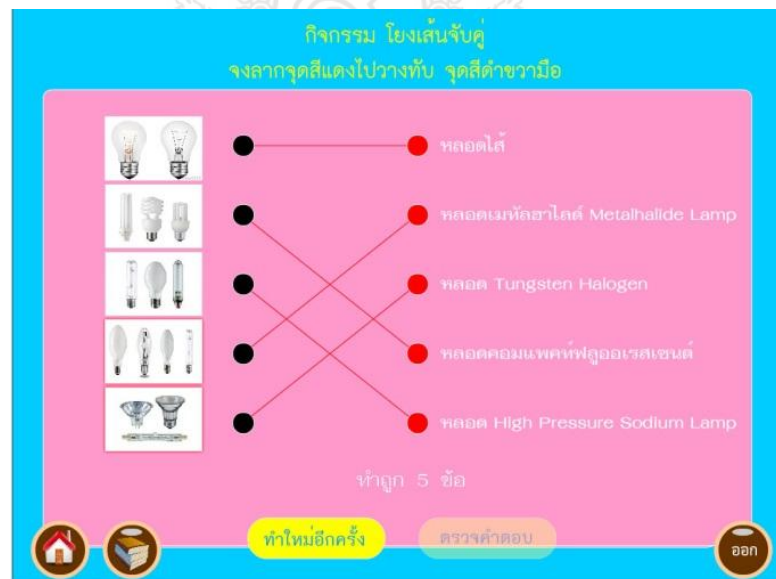 กิจกรรม โยงเส้นจับคู่
จงลากจุดสีแดงไปวางทับ จุดสีดำขวามือ
หลอดไส้
หลอดเมทัลฮาไลด์ Metalhalide Lamp
หลอด Tungsten Halogen
หลอดคอมแพคท์ฟลูออเรสเซนต์
หลอด High Pressure Sodium Lamp
ทำถูก 5 ข้อ
ทำใหม่อีกครั้ง
ตรวจคำตอบ
ออก